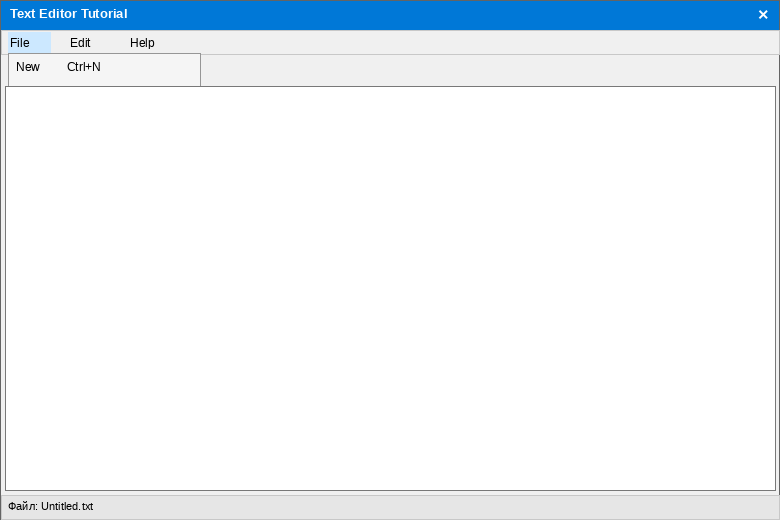 Text Editor Tutorial ✕
File Edit Help
New Ctrl+N
Файл: Untitled.txt